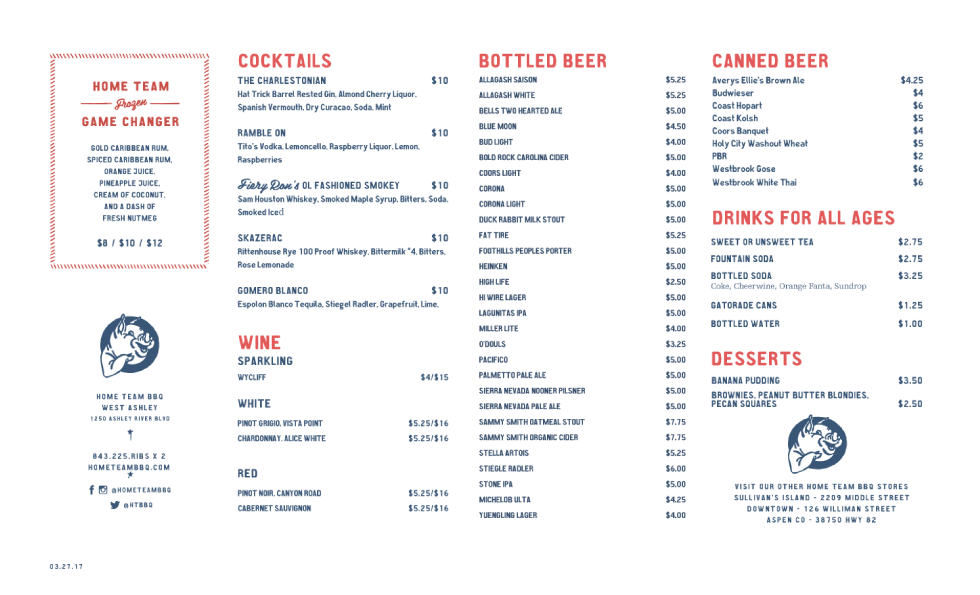 HOME TEAM
Frozen
GAME CHANGER
GOLD CARIBBEAN RUM,
SPICED CARIBBEAN RUM,
ORANGE JUICE,
PINEAPPLE JUICE,
CREAM OF COCONUT,
AND A DASH OF
FRESH NUTMEG
$8 / $10 / $12
HOME TEAM BBQ
WEST ASHLEY
1250 ASHLEY RIVER BLVD
843.225.RIBS X 2
HOMETEAMBBQ.COM
@HOMETEAMBBQ
@HTBBQ
03.27.17
COCKTAILS
THE CHARLESTONIAN $10
Hat Trick Barrel Rested Gin, Almond Cherry Liquor,
Spanish Vermouth, Dry Curacao, Soda, Mint
RAMBLE ON $10
Tito's Vodka, Lemoncello, Raspberry Liquor, Lemon,
Raspberries
Fiery Ron's OL FASHIONED SMOKEY $10
Sam Houston Whiskey, Smoked Maple Syrup, Bitters, Soda,
Smoked Iced
SKAZERAC $10
Rittenhouse Rye 100 Proof Whiskey, Bittermilk "4, Bitters,
Rose Lemonade
GOMERO BLANCO $10
Espolon Blanco Tequila, Stiegel Radler, Grapefruit, Lime,
WINE
SPARKLING
WYCLIFF $4/$15
WHITE
PINOT GRIGIO, VISTA POINT $5.25/$16
CHARDONNAY, ALICE WHITE $5.25/$16
RED
PINOT NOIR, CANYON ROAD $5.25/$16
CABERNET SAUVIGNON $5.25/$16
BOTTLED BEER
ALLAGASH SAISON $5.25
ALLAGASH WHITE $5.25
BELLS TWO HEARTED ALE $5.00
BLUE MOON $4.50
BUD LIGHT $4.00
BOLD ROCK CAROLINA CIDER $5.00
COORS LIGHT $4.00
CORONA $5.00
CORONA LIGHT $5.00
DUCK RABBIT MILK STOUT $5.00
FAT TIRE $5.25
FOOTHILLS PEOPLES PORTER $5.00
HEINKEN $5.00
HIGH LIFE $2.50
HI WIRE LAGER $5.00
LAGUNITAS IPA $5.00
MILLER LITE $4.00
O'DOULS $3.25
PACIFICO $5.00
PALMETTO PALE ALE $5.00
SIERRA NEVADA NOONER PILSNER $5.00
SIERRA NEVADA PALE ALE $5.00
SAMMY SMITH OATMEAL STOUT $7.75
SAMMY SMITH ORGANIC CIDER $7.75
STELLA ARTOIS $5.25
STIEGLE RADLER $6.00
STONE IPA $5.00
MICHELOB ULTA $4.25
YUENGLING LAGER $4.00
CANNED BEER
Averys Ellie's Brown Ale $4.25
Budwieser $4
Coast Hopart $6
Coast Kolsh $5
Coors Banquet $4
Holy City Washout Wheat $5
PBR $2
Westbrook Gose $6
Westbrook White Thai $6
DRINKS FOR ALL AGES
SWEET OR UNSWEET TEA $2.75
FOUNTAIN SODA $2.75
BOTTLED SODA $3.25
Coke, Cheerwine, Orange Fanta, Sundrop
GATORADE CANS $1.25
BOTTLED WATER $1.00
DESSERTS
BANANA PUDDING $3.50
BROWNIES, PEANUT BUTTER BLONDIES,
PECAN SQUARES $2.50
VISIT OUR OTHER HOME TEAM BBQ STORES
SULLIVAN'S ISLAND - 2209 MIDDLE STREET
DOWNTOWN - 126 WILLIMAN STREET
ASPEN CO - 38750 HWY 82